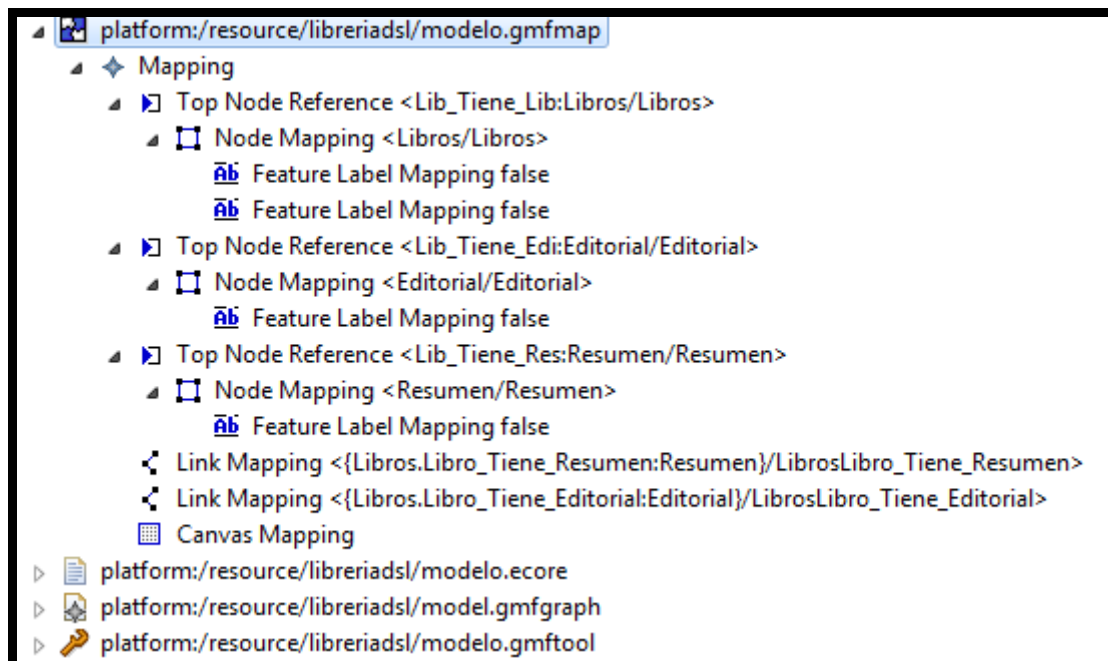 platform:/resource/libreriadsl/modelo.gmfmap
Mapping
Top Node Reference <Lib_Tiene_Lib:Libros/Libros>
Node Mapping <Libros/Libros>
Ab Feature Label Mapping false
Ab Feature Label Mapping false
Top Node Reference <Lib_Tiene_Edi:Editorial/Editorial>
Node Mapping <Editorial/Editorial>
Ab Feature Label Mapping false
Top Node Reference <Lib_Tiene_Res:Resumen/Resumen>
Node Mapping <Resumen/Resumen>
Ab Feature Label Mapping false
Link Mapping <{Libros.Libro_Tiene_Resumen:Resumen}/LibrosLibro_Tiene_Resumen>
Link Mapping <{Libros.Libro_Tiene_Editorial:Editorial}/LibrosLibro_Tiene_Editorial>
Canvas Mapping
platform:/resource/libreriadsl/modelo.ecore
platform:/resource/libreriadsl/model.gmfgraph
platform:/resource/libreriadsl/modelo.gmftool